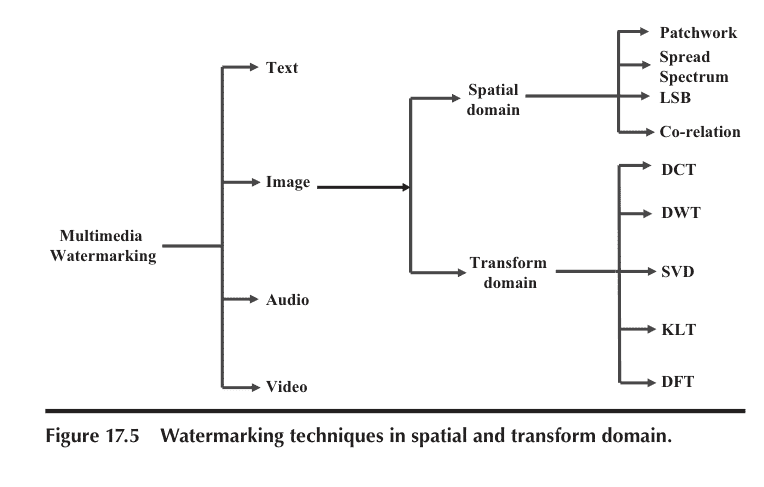 Multimedia
Watermarking
Text
Image
Audio
Video
Spatial
domain
Transform
domain
Patchwork
Spread
Spectrum
LSB
Co-relation
DCT
DWT
SVD
KLT
DFT
Figure 17.5 Watermarking techniques in spatial and transform domain.